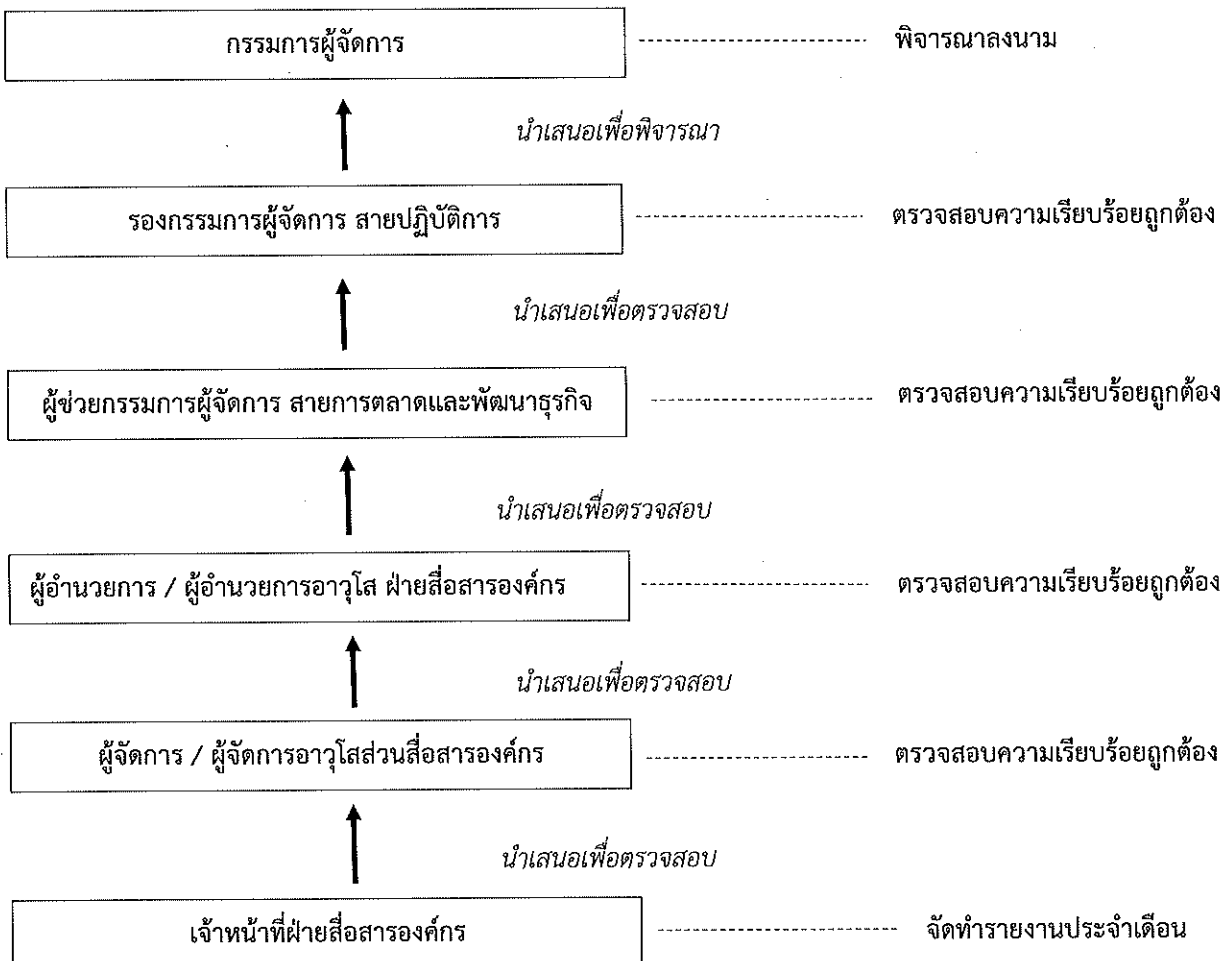 กรรมการผู้จัดการ
พิจารณาลงนาม
นำเสนอเพื่อพิจารณา
รองกรรมการผู้จัดการ สายปฏิบัติการ
ตรวจสอบความเรียบร้อยถูกต้อง
นำเสนอเพื่อตรวจสอบ
ผู้ช่วยกรรมการผู้จัดการ สายการตลาดและพัฒนาธุรกิจ
ตรวจสอบความเรียบร้อยถูกต้อง
นำเสนอเพื่อตรวจสอบ
ผู้อำนวยการ / ผู้อำนวยการอาวุโส ฝ่ายสื่อสารองค์กร
ตรวจสอบความเรียบร้อยถูกต้อง
นำเสนอเพื่อตรวจสอบ
ผู้จัดการ / ผู้จัดการอาวุโสส่วนสื่อสารองค์กร
ตรวจสอบความเรียบร้อยถูกต้อง
นำเสนอเพื่อตรวจสอบ
เจ้าหน้าที่ฝ่ายสื่อสารองค์กร
จัดทำรายงานประจำเดือน